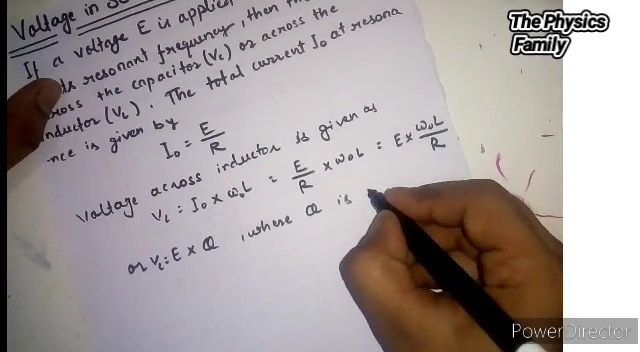 Voltage in
If a voltage E is applied
its resonant frequency, then
across the capacitor (Vc) or across the
inductor (VL). The total current I0 at resona
nce is given by
I0 = E/R
Voltage across inductor is given as
VL = I0 × ω0L = E/R × ω0L = E × ω0L/R
or VL = E × Q , where Q is
The Physics
Family
PowerDirector